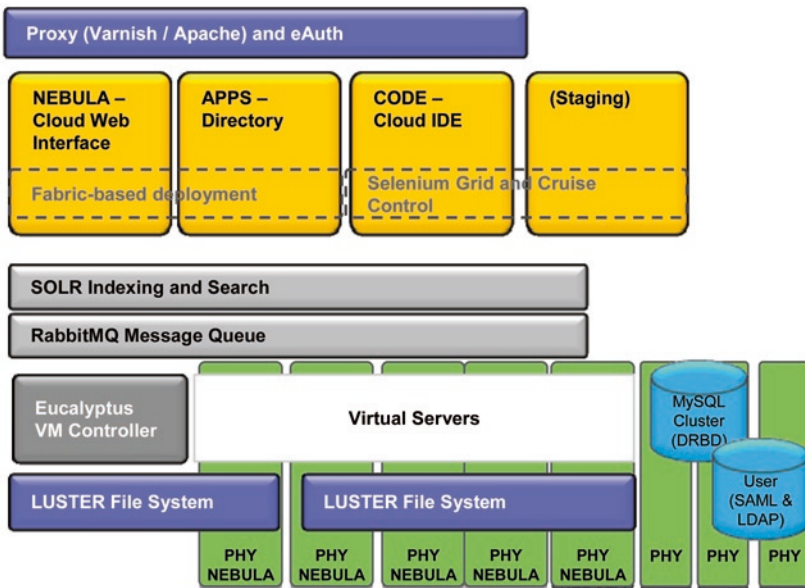 Proxy (Varnish / Apache) and eAuth
NEBULA –
Cloud Web
Interface
APPS –
Directory
CODE –
Cloud IDE
(Staging)
Fabric-based deployment
Selenium Grid and Cruise
Control
SOLR Indexing and Search
RabbitMQ Message Queue
Eucalyptus
VM Controller
Virtual Servers
MySQL
Cluster
(DRBD)
User
(SAML &
LDAP)
LUSTER File System
LUSTER File System
PHY
NEBULA
PHY
NEBULA
PHY
NEBULA
PHY
NEBULA
PHY
NEBULA
PHY
PHY
PHY